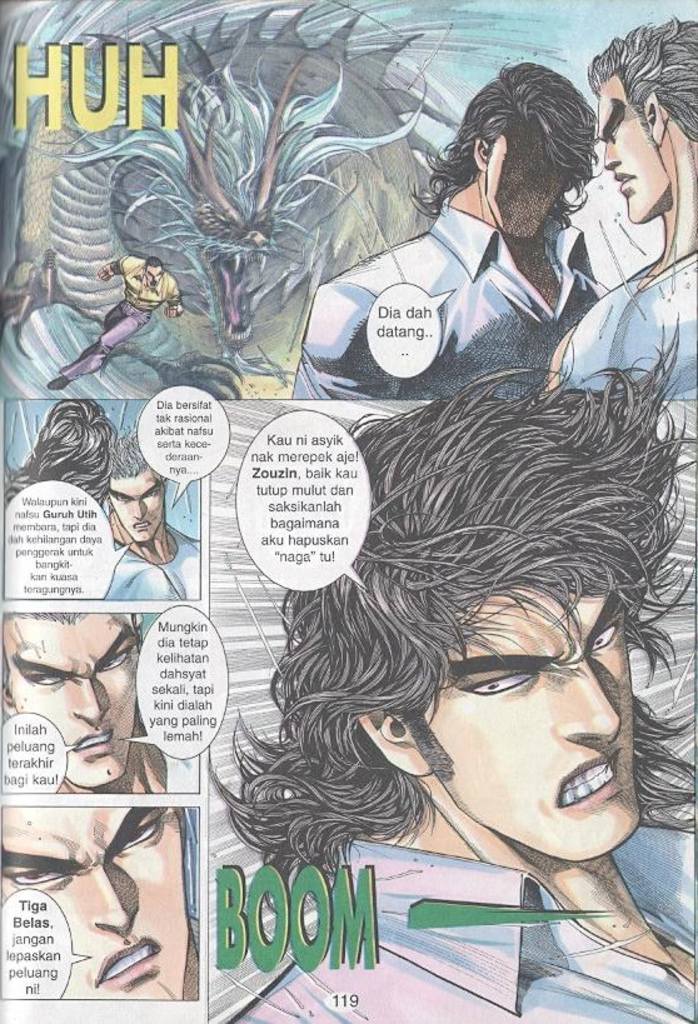 HUH
Dia dah
datang..
..
Dia bersifat
tak rasional
akibat nafsu
serta kece-
deraan-
nya....
Walaupun kini
nafsu Guruh Utih
membara, tapi dia
dah kehilangan daya
penggerak untuk
bangkit-
kan kuasa
teragungnya.
Kau ni asyik
nak merepek aje!
Zouzin, baik kau
tutup mulut dan
saksikanlah
bagaimana
aku hapuskan
"naga" tu!
Mungkin
dia tetap
kelihatan
dahsyat
sekali, tapi
kini dialah
yang paling
lemah!
Inilah
peluang
terakhir
bagi kau!
Tiga
Belas,
jangan
lepaskan
peluang
ni!
BOOM
119